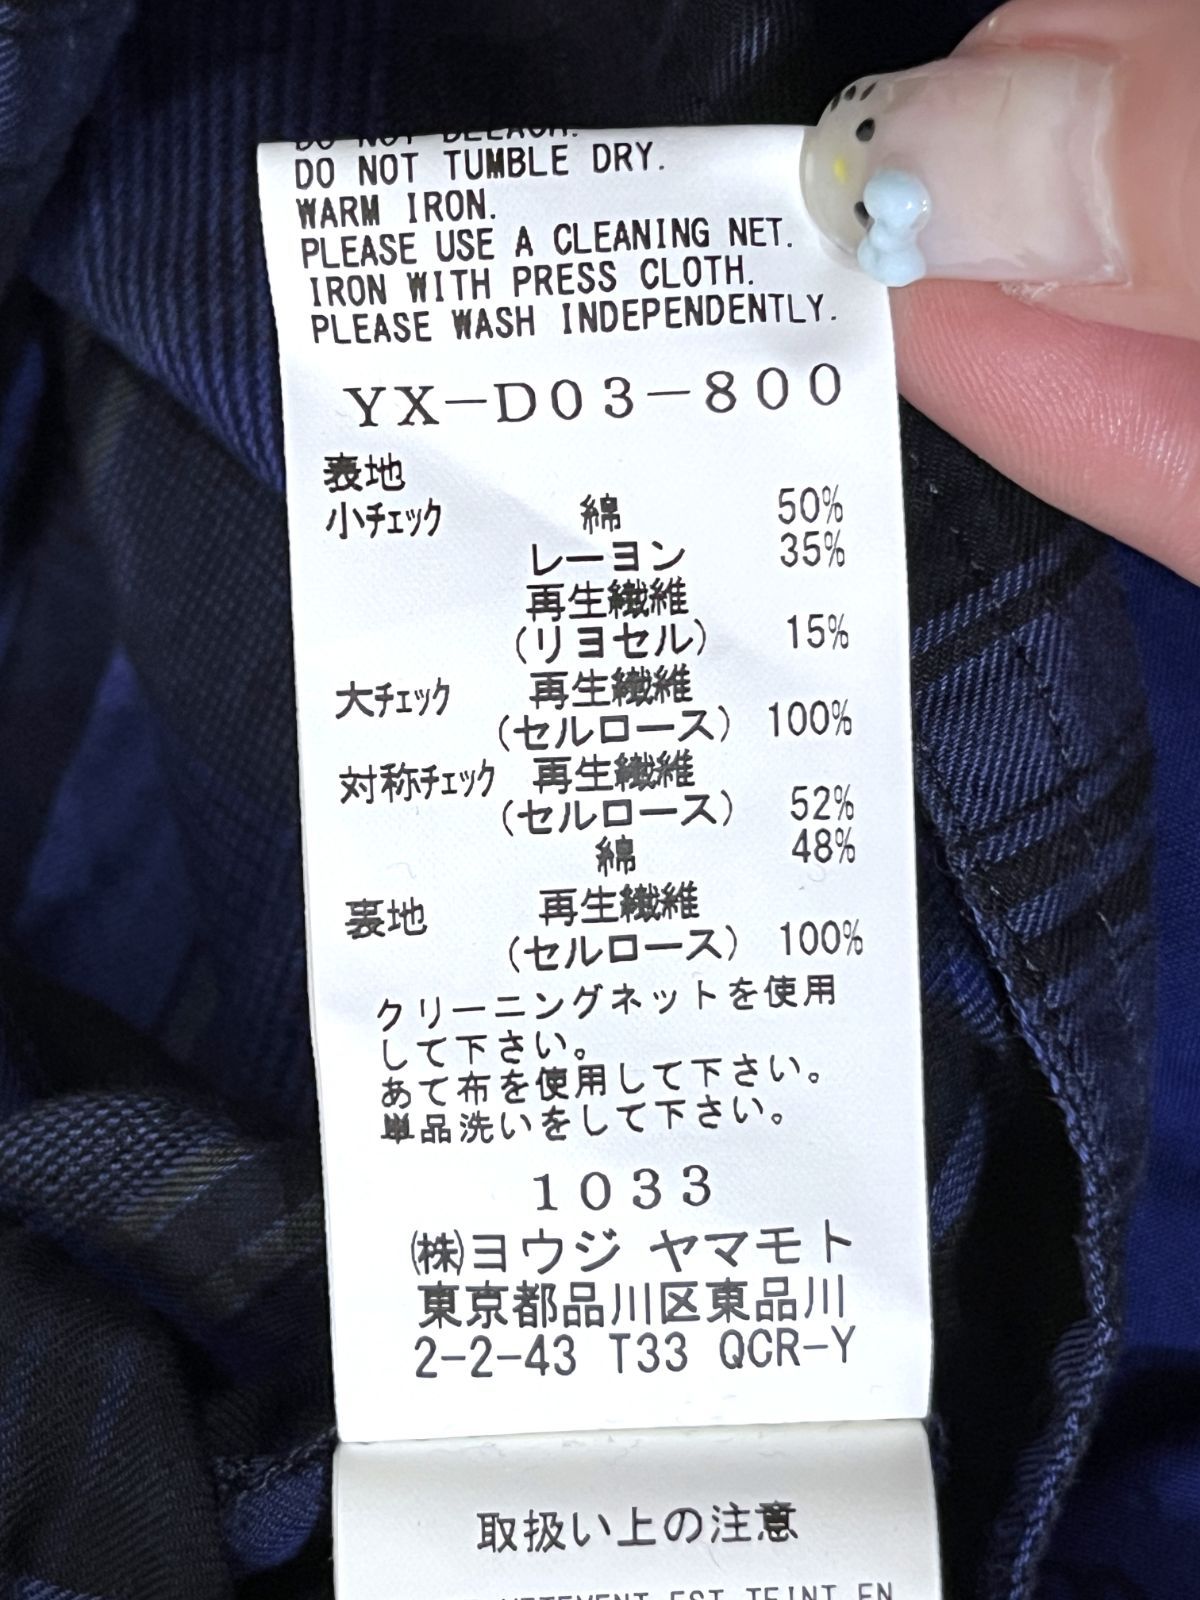 DO NOT BLEACH.
DO NOT TUMBLE DRY.
WARM IRON.
PLEASE USE A CLEANING NET.
IRON WITH PRESS CLOTH.
PLEASE WASH INDEPENDENTLY.
YX-D03-800
表地
小チェック 綿 50%
レーヨン 35%
再生繊維
(リヨセル) 15%
大チェック 再生繊維
(セルロース) 100%
対称チェック 再生繊維
(セルロース) 52%
綿 48%
裏地 再生繊維
(セルロース) 100%
クリーニングネットを使用
して下さい。
あて布を使用して下さい。
単品洗いをして下さい。
1033
㈱ヨウジ ヤマモト
東京都品川区東品川
2-2-43 T33 QCR-Y
取扱い上の注意
VETEMENT EST TEINT EN